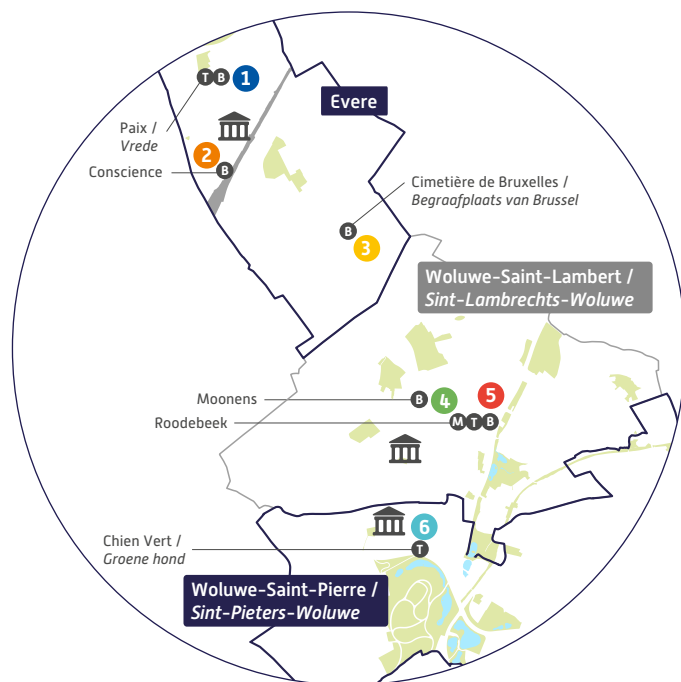 T B 1
Evere
Paix /
Vrede
2
Conscience
B
Cimetière de Bruxelles /
Begraafplaats van Brussel
B
3
Woluwe-Saint-Lambert /
Sint-Lambrechts-Woluwe
Moonens
B 4
5
Roodebeek
M T B
6
Chien Vert /
Groene hond
T
Woluwe-Saint-Pierre /
Sint-Pieters-Woluwe